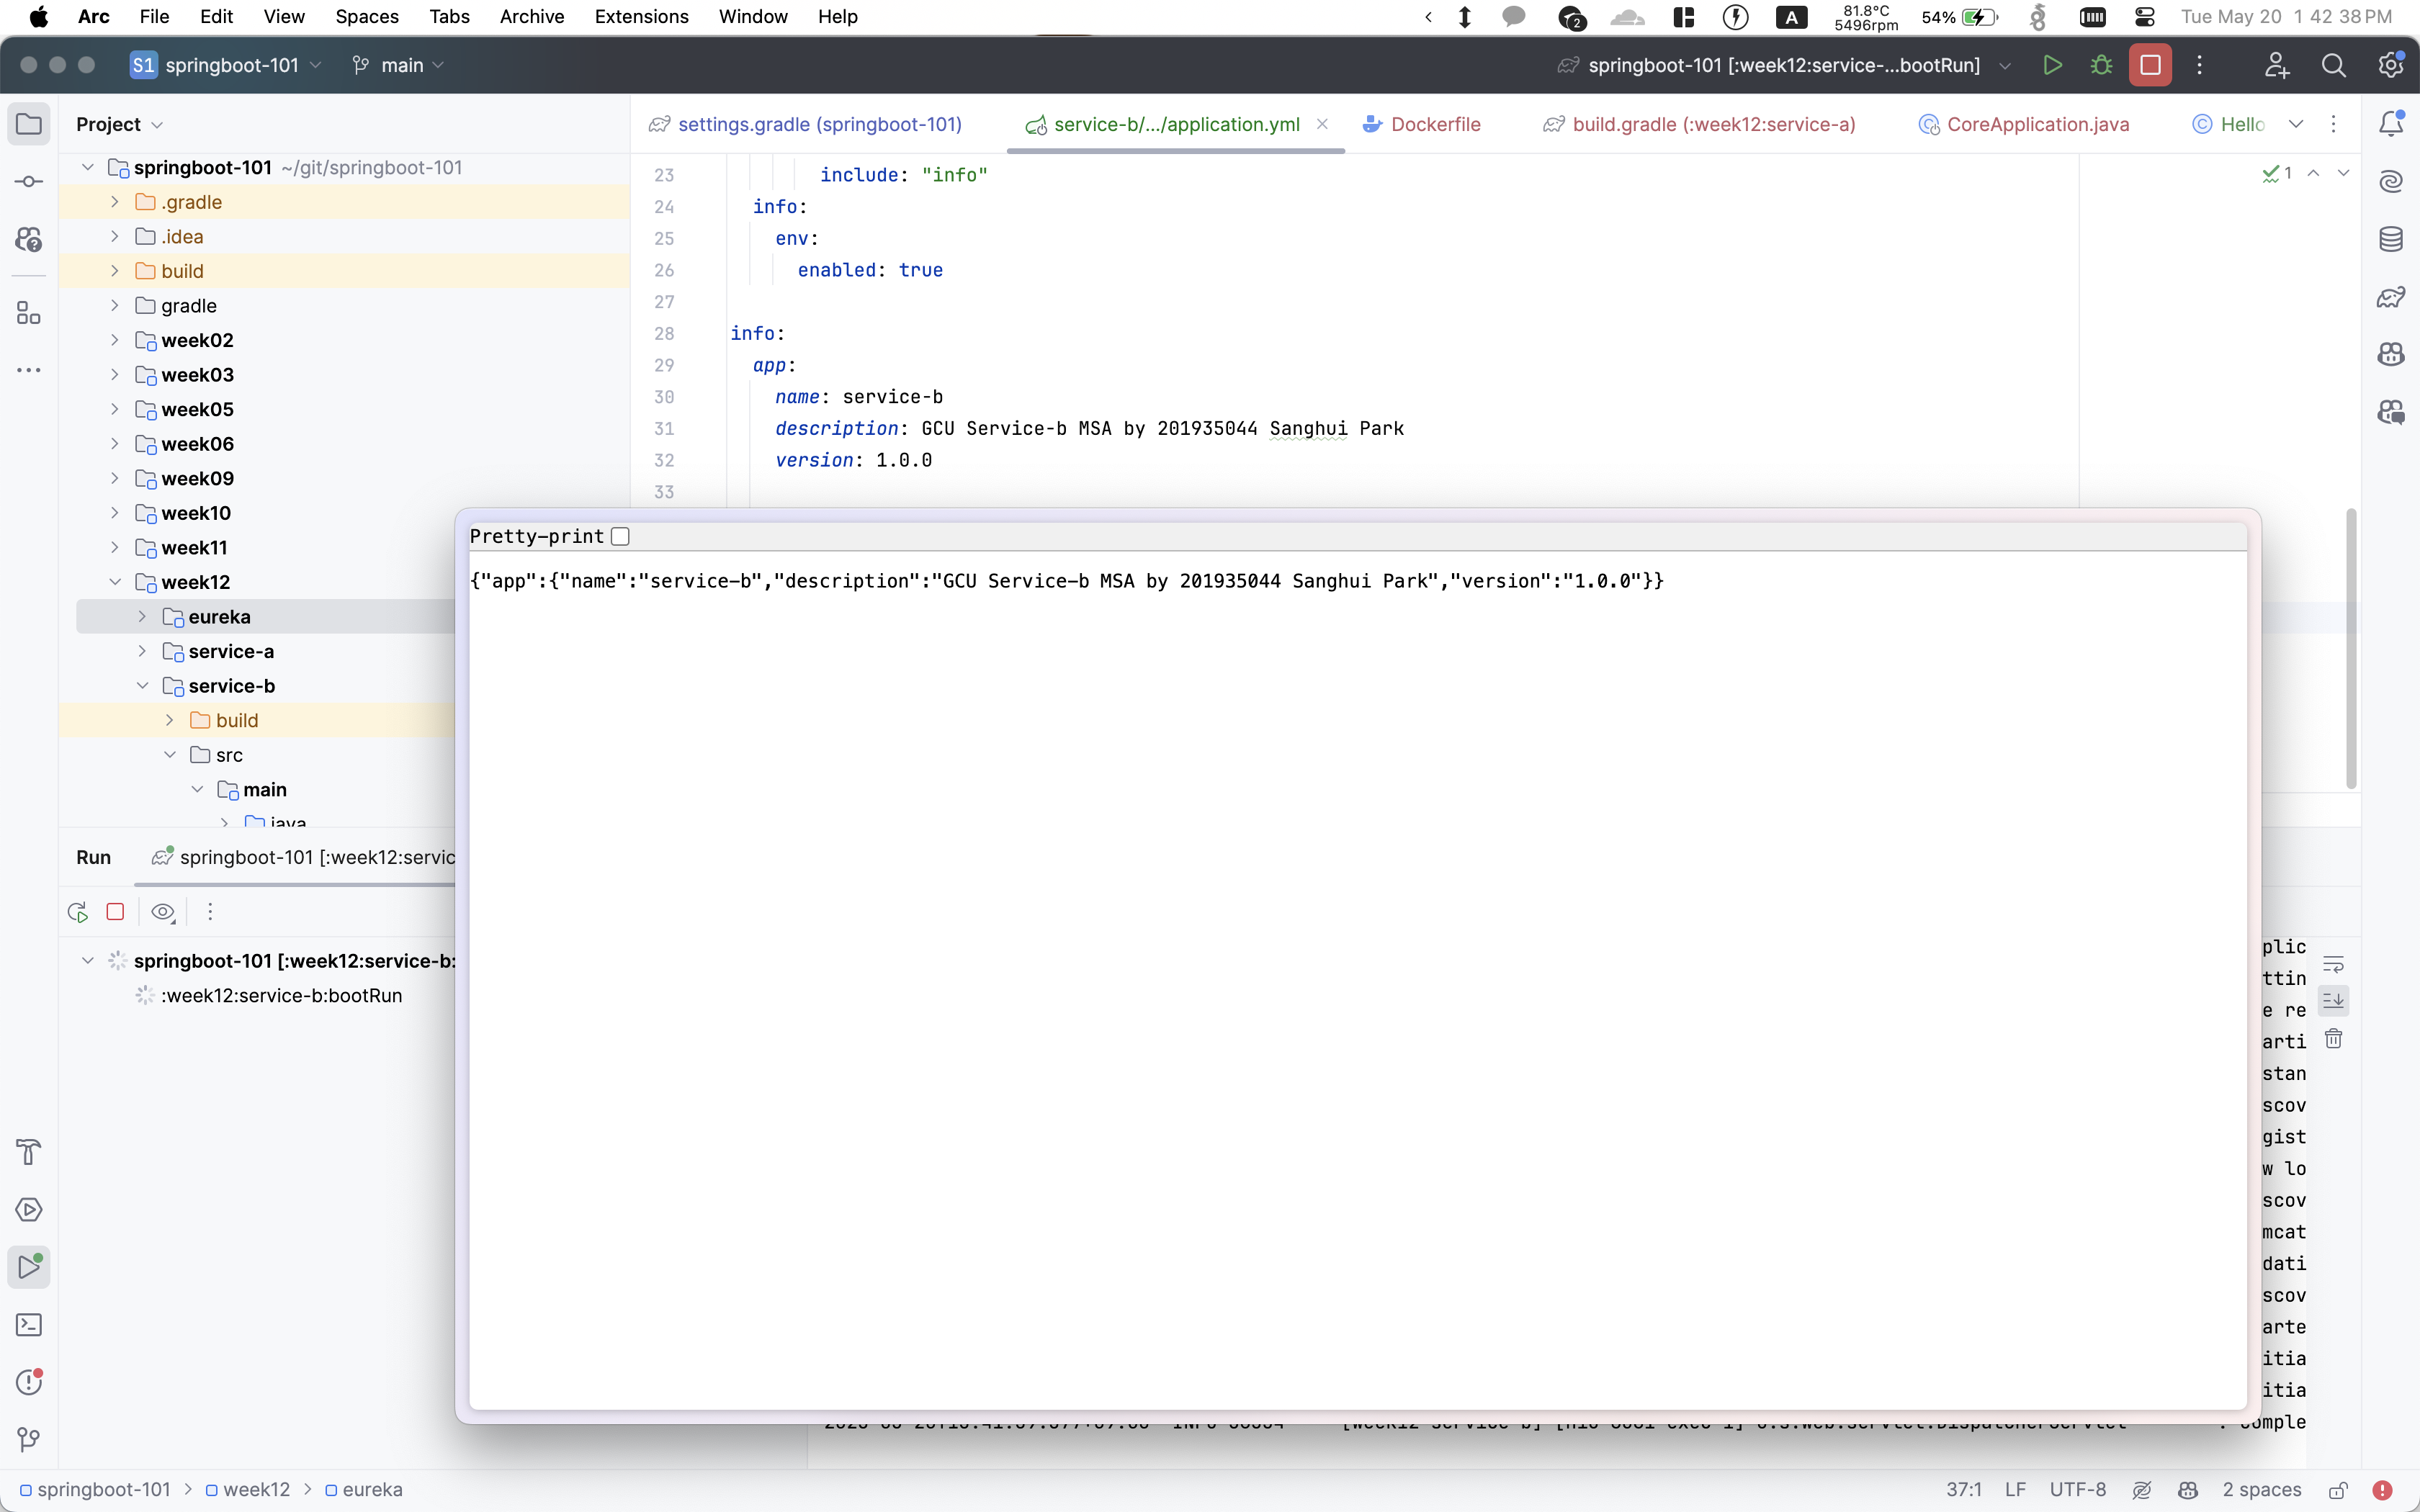 Arc File Edit View Spaces Tabs Archive Extensions Window Help
2 A 81.8°C 5496rpm 54% Tue May 20 1 42 38 PM
S1 springboot-101 main springboot-101 [:week12:service-...bootRun]
Project
settings.gradle (springboot-101) service-b/.../application.yml Dockerfile build.gradle (:week12:service-a) CoreApplication.java Hello
springboot-101 ~/git/springboot-101
.gradle
.idea
build
gradle
week02
week03
week05
week06
week09
week10
week11
week12
eureka
service-a
service-b
build
src
main
java
23 include: "info"
24 info:
25 env:
26 enabled: true
27
28 info:
29 app:
30 name: service-b
31 description: GCU Service-b MSA by 201935044 Sanghui Park
32 version: 1.0.0
33
1
Pretty-print
{"app":{"name":"service-b","description":"GCU Service-b MSA by 201935044 Sanghui Park","version":"1.0.0"}}
Run springboot-101 [:week12:servic
springboot-101 [:week12:service-b:
:week12:service-b:bootRun
plic
ttin
e re
arti
stan
scov
gist
w lo
scov
mcat
dati
scov
arte
itia
itia
: Comple
springboot-101 > week12 > eureka
37:1 LF UTF-8 2 spaces